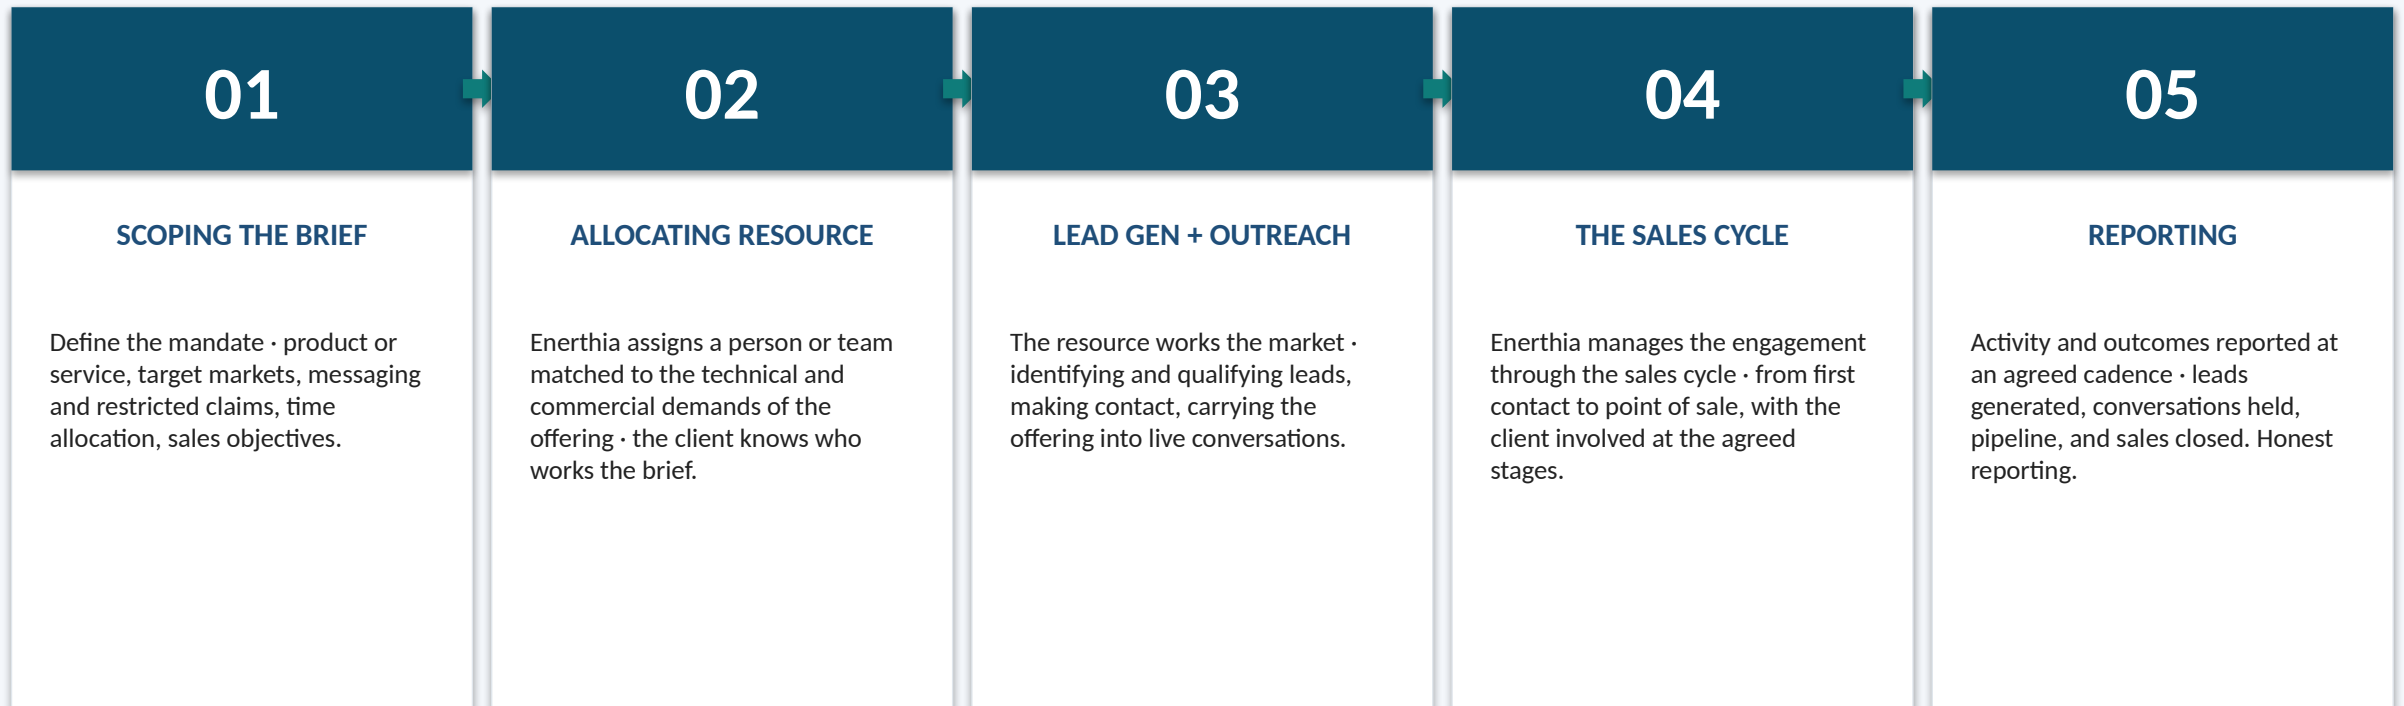 01
SCOPING THE BRIEF
Define the mandate · product or
service, target markets, messaging
and restricted claims, time
allocation, sales objectives.
02
ALLOCATING RESOURCE
Enerthia assigns a person or team
matched to the technical and
commercial demands of the
offering · the client knows who
works the brief.
03
LEAD GEN + OUTREACH
The resource works the market ·
identifying and qualifying leads,
making contact, carrying the
offering into live conversations.
04
THE SALES CYCLE
Enerthia manages the engagement
through the sales cycle · from first
contact to point of sale, with the
client involved at the agreed
stages.
05
REPORTING
Activity and outcomes reported at
an agreed cadence · leads
generated, conversations held,
pipeline, and sales closed. Honest
reporting.